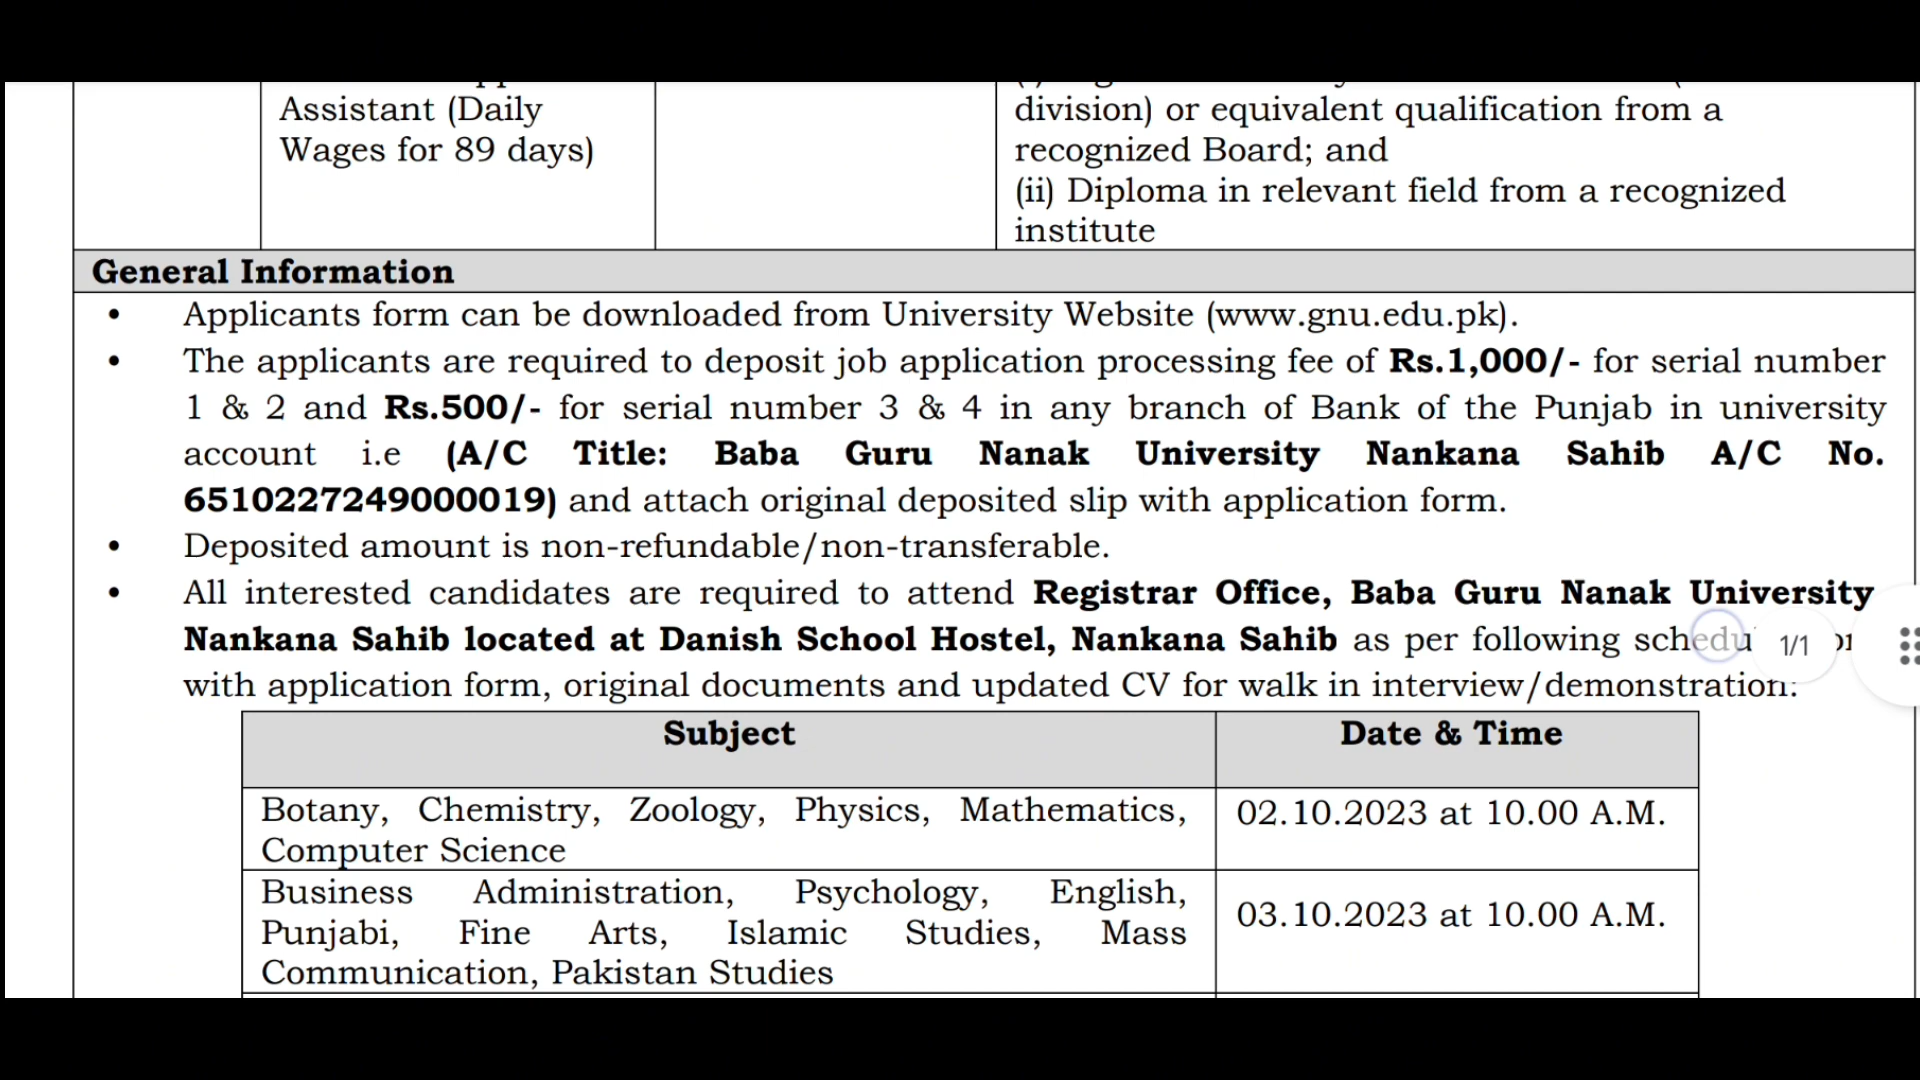 Assistant (Daily
Wages for 89 days)
division) or equivalent qualification from a
recognized Board; and
(ii) Diploma in relevant field from a recognized
institute
General Information
• Applicants form can be downloaded from University Website (www.gnu.edu.pk).
• The applicants are required to deposit job application processing fee of Rs.1,000/- for serial number
1 & 2 and Rs.500/- for serial number 3 & 4 in any branch of Bank of the Punjab in university
account i.e (A/C Title: Baba Guru Nanak University Nankana Sahib A/C No.
6510227249000019) and attach original deposited slip with application form.
• Deposited amount is non-refundable/non-transferable.
• All interested candidates are required to attend Registrar Office, Baba Guru Nanak University
Nankana Sahib located at Danish School Hostel, Nankana Sahib as per following
1/1
with application form, original documents and updated CV for walk in interview/demonstration:
Subject
Date & Time
Botany, Chemistry, Zoology, Physics, Mathematics,
Computer Science
02.10.2023 at 10.00 A.M.
Business Administration, Psychology, English,
Punjabi, Fine Arts, Islamic Studies, Mass
Communication, Pakistan Studies
03.10.2023 at 10.00 A.M.